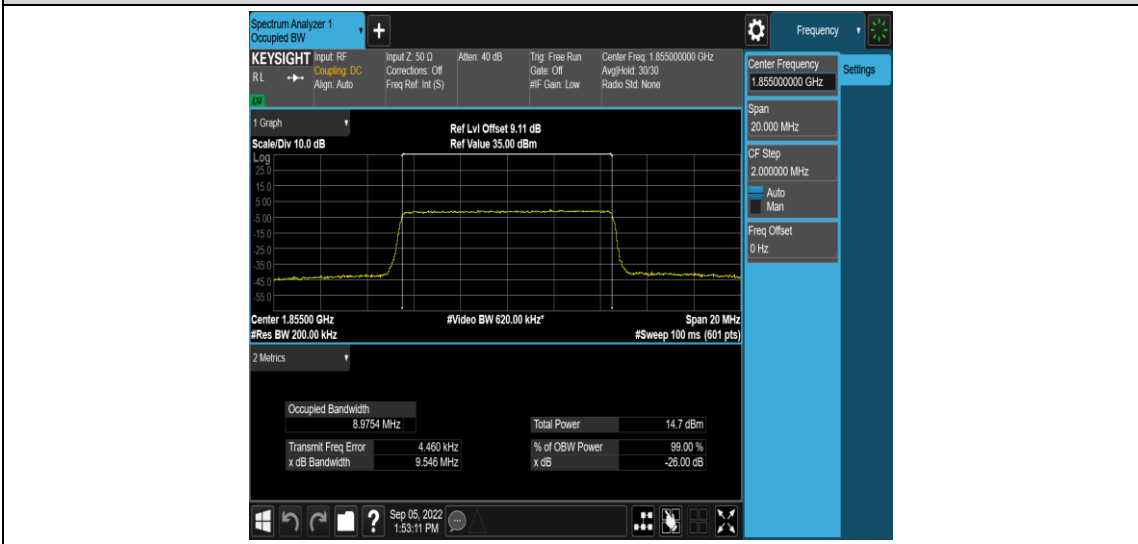 Spectrum Analyzer 1
Occupied BW
+
Frequency
KEYSIGHT
R L
LXI
Input: RF
Coupling: DC
Align: Auto
Input Z: 50 Ω
Corrections: Off
Freq Ref: Int (S)
Atten: 40 dB
Trig: Free Run
Gate: Off
#IF Gain: Low
Center Freq: 1.855000000 GHz
Avg|Hold: 30/30
Radio Std: None
Center Frequency
1.855000000 GHz
Settings
Span
20.000 MHz
CF Step
2.000000 MHz
Auto
Man
Freq Offset
0 Hz
1 Graph
Scale/Div 10.0 dB
Ref Lvl Offset 9.11 dB
Ref Value 35.00 dBm
Log
25.0
15.0
5.00
-5.00
-15.0
-25.0
-35.0
-45.0
-55.0
Center 1.85500 GHz
#Res BW 200.00 kHz
#Video BW 620.00 kHz*
Span 20 MHz
#Sweep 100 ms (601 pts)
2 Metrics
Occupied Bandwidth
8.9754 MHz
Transmit Freq Error 4.460 kHz
x dB Bandwidth 9.546 MHz
Total Power 14.7 dBm
% of OBW Power 99.00 %
x dB -26.00 dB
?
Sep 05, 2022
1:53:11 PM